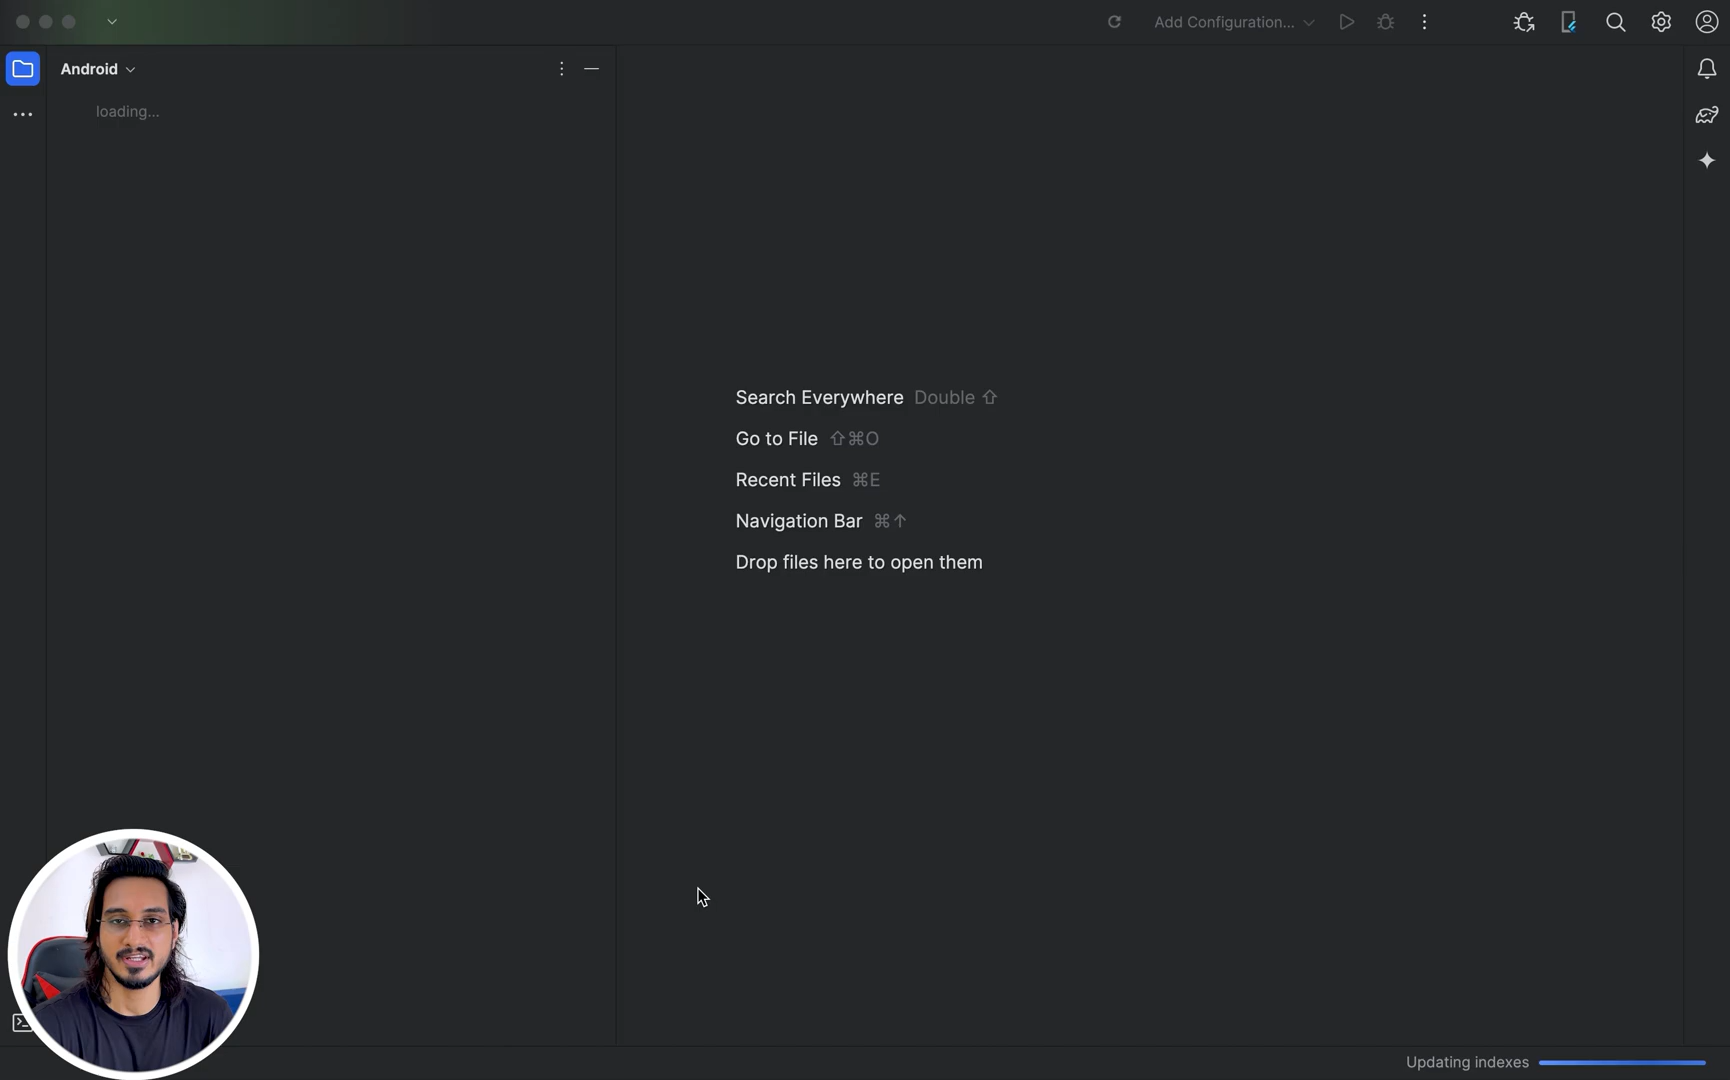 Add Configuration...
Android
loading...
Search Everywhere Double ⇧
Go to File ⇧⌘O
Recent Files ⌘E
Navigation Bar ⌘↑
Drop files here to open them
Updating indexes